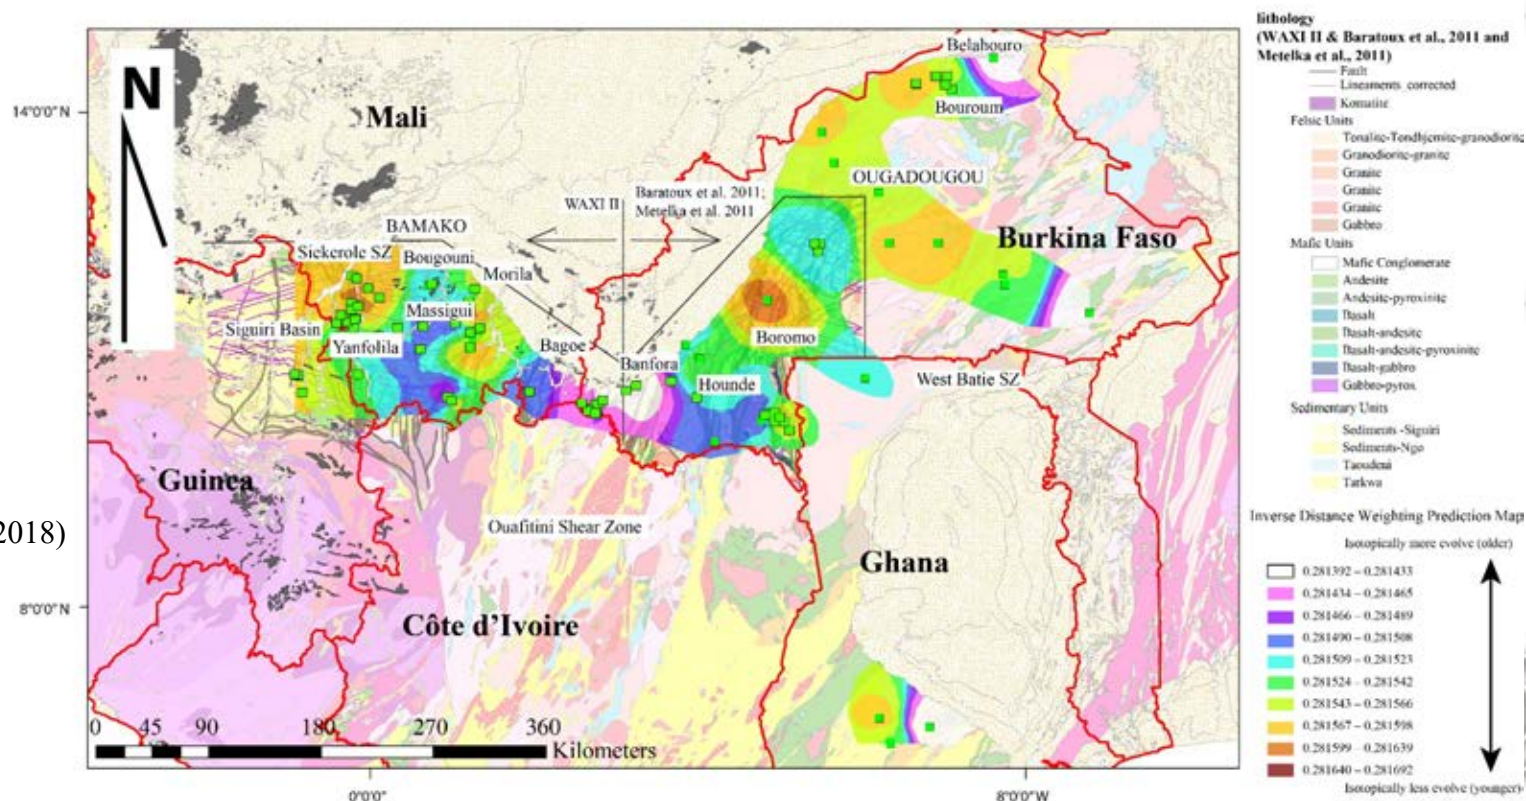 lithology
(WAXI II & Baratoux et al., 2011 and
Metelka et al., 2011)
Fault
Lineaments corrected
Komatite
Felsic Units
Tonalite-Tondhjemite-granodiorite
Granodiorite-granite
Granite
Granite
Granite
Gabbro
Mafic Units
Mafic Conglomerate
Andesite
Andesite-pyroxinite
Basalt
Basalt-andesite
Basalt-andesite-pyroxinite
Basalt-gabbro
Gabbro-pyrox
Sedimentary Units
Sediments -Siguiri
Sediments-Ngo
Taoudeni
Tarkwa
Inverse Distance Weighting Prediction Map
Isotopically more evolve (older)
0.281392 – 0.281433
0.281434 – 0.281465
0.281466 – 0.281489
0.281490 – 0.281508
0.281509 – 0.281523
0.281524 – 0.281542
0.281543 – 0.281566
0.281567 – 0.281598
0.281599 – 0.281639
0.281640 – 0.281692
Isotopically less evolve (younger)
N
14°0'0"N
8°0'0"N
0°0'0"
8°0'0"W
Mali
Belahouro
Bouroum
OUGADOUGOU
WAXI II
Baratoux et al. 2011;
Metelka et al. 2011
BAMAKO
Siekerole SZ
Bougouni
Morila
Burkina Faso
Massigui
Siguiri Basin
Yanfolila
Bagoe
Banfora
Boromo
Hounde
West Batie SZ
Guinea
Ouafitini Shear Zone
Ghana
Côte d'Ivoire
2018)
0 45 90 180 270 360
Kilometers